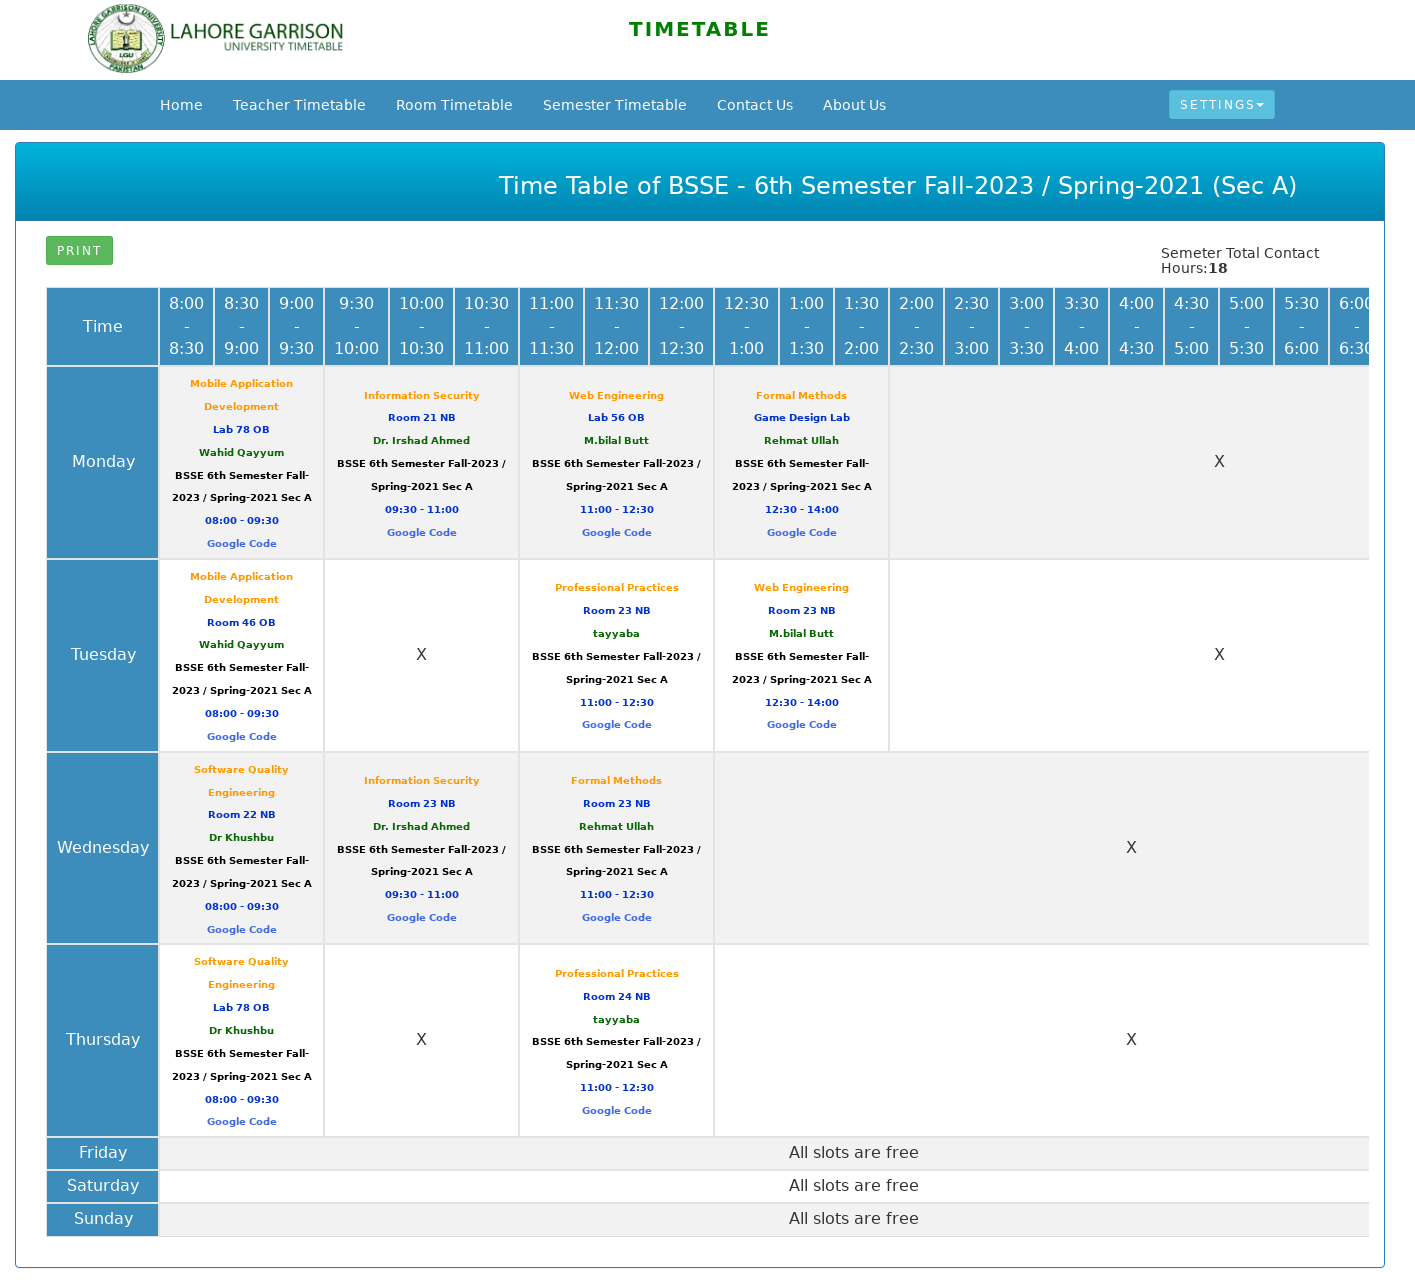 LAHORE GARRISON
UNIVERSITY TIMETABLE
TIMETABLE
Home
Teacher Timetable
Room Timetable
Semester Timetable
Contact Us
About Us
SETTINGS
Time Table of BSSE - 6th Semester Fall-2023 / Spring-2021 (Sec A)
PRINT
Semeter Total Contact
Hours:18
Time
8:00 - 8:30
8:30 - 9:00
9:00 - 9:30
9:30 - 10:00
10:00 - 10:30
10:30 - 11:00
11:00 - 11:30
11:30 - 12:00
12:00 - 12:30
12:30 - 1:00
1:00 - 1:30
1:30 - 2:00
2:00 - 2:30
2:30 - 3:00
3:00 - 3:30
3:30 - 4:00
4:00 - 4:30
4:30 - 5:00
5:00 - 5:30
5:30 - 6:00
6:00 - 6:30
Monday
Mobile Application
Development
Lab 78 OB
Wahid Qayyum
BSSE 6th Semester Fall-
2023 / Spring-2021 Sec A
08:00 - 09:30
Google Code
Information Security
Room 21 NB
Dr. Irshad Ahmed
BSSE 6th Semester Fall-2023 /
Spring-2021 Sec A
09:30 - 11:00
Google Code
Web Engineering
Lab 56 OB
M.bilal Butt
BSSE 6th Semester Fall-2023 /
Spring-2021 Sec A
11:00 - 12:30
Google Code
Formal Methods
Game Design Lab
Rehmat Ullah
BSSE 6th Semester Fall-
2023 / Spring-2021 Sec A
12:30 - 14:00
Google Code
X
Tuesday
Mobile Application
Development
Room 46 OB
Wahid Qayyum
BSSE 6th Semester Fall-
2023 / Spring-2021 Sec A
08:00 - 09:30
Google Code
X
Professional Practices
Room 23 NB
tayyaba
BSSE 6th Semester Fall-2023 /
Spring-2021 Sec A
11:00 - 12:30
Google Code
Web Engineering
Room 23 NB
M.bilal Butt
BSSE 6th Semester Fall-
2023 / Spring-2021 Sec A
12:30 - 14:00
Google Code
X
Wednesday
Software Quality
Engineering
Room 22 NB
Dr Khushbu
BSSE 6th Semester Fall-
2023 / Spring-2021 Sec A
08:00 - 09:30
Google Code
Information Security
Room 23 NB
Dr. Irshad Ahmed
BSSE 6th Semester Fall-2023 /
Spring-2021 Sec A
09:30 - 11:00
Google Code
Formal Methods
Room 23 NB
Rehmat Ullah
BSSE 6th Semester Fall-2023 /
Spring-2021 Sec A
11:00 - 12:30
Google Code
X
Thursday
Software Quality
Engineering
Lab 78 OB
Dr Khushbu
BSSE 6th Semester Fall-
2023 / Spring-2021 Sec A
08:00 - 09:30
Google Code
X
Professional Practices
Room 24 NB
tayyaba
BSSE 6th Semester Fall-2023 /
Spring-2021 Sec A
11:00 - 12:30
Google Code
X
Friday
All slots are free
Saturday
All slots are free
Sunday
All slots are free